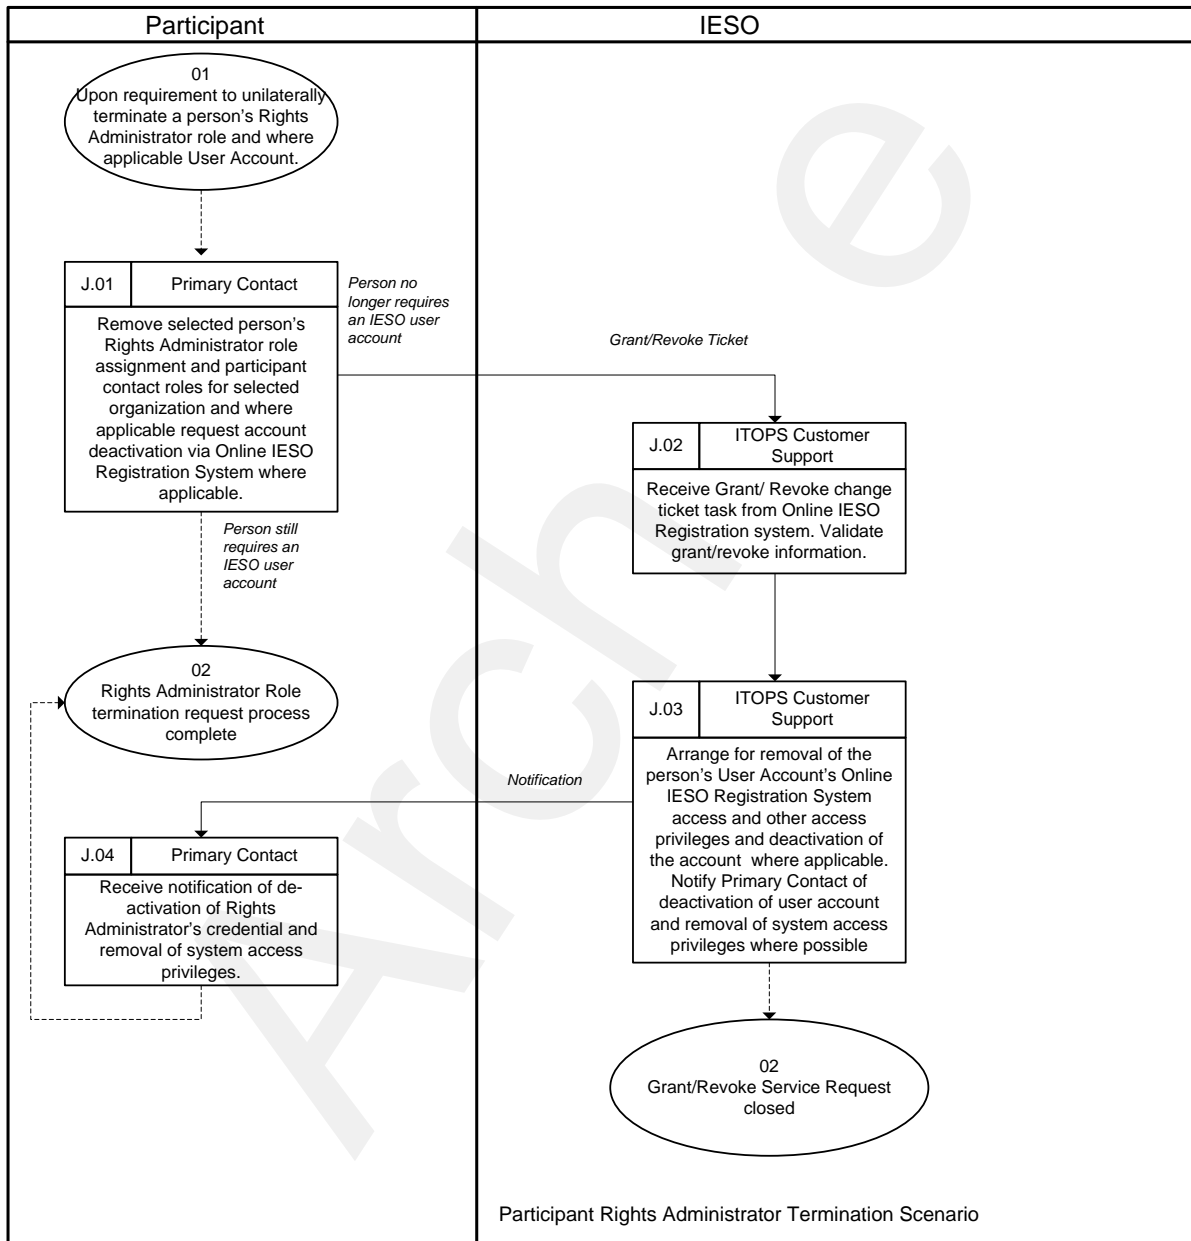 Participant
IESO
01
Upon requirement to unilaterally
terminate a person's Rights
Administrator role and where
applicable User Account.
J.01
Primary Contact
Remove selected person's
Rights Administrator role
assignment and participant
contact roles for selected
organization and where
applicable request account
deactivation via Online IESO
Registration System where
applicable.
Person no
longer requires
an IESO user
account
Grant/Revoke Ticket
J.02
ITOPS Customer
Support
Receive Grant/ Revoke change
ticket task from Online IESO
Registration system. Validate
grant/revoke information.
Person still
requires an
IESO user
account
02
Rights Administrator Role
termination request process
complete
J.03
ITOPS Customer
Support
Arrange for removal of the
person's User Account's Online
IESO Registration System
access and other access
privileges and deactivation of
the account  where applicable.
Notify Primary Contact of
deactivation of user account
and removal of system access
privileges where possible
Notification
J.04
Primary Contact
Receive notification of de-
activation of Rights
Administrator's credential and
removal of system access
privileges.
02
Grant/Revoke Service Request
closed
Participant Rights Administrator Termination Scenario
Arch e